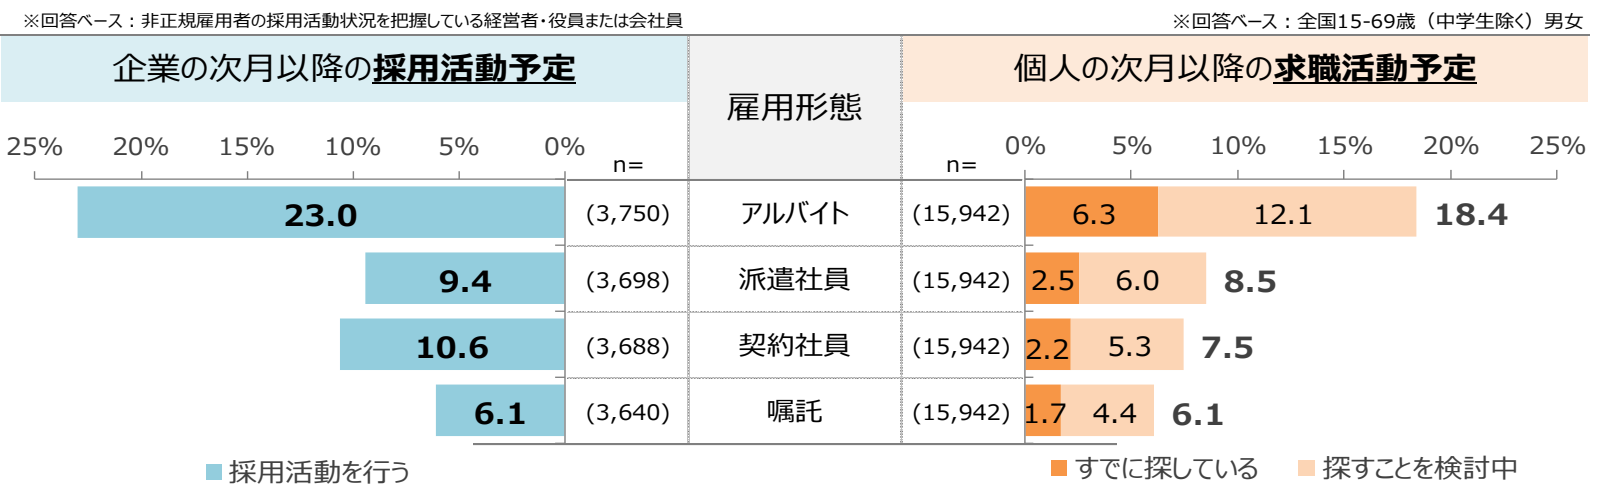 ※回答ベース：非正規雇用者の採用活動状況を把握している経営者・役員または会社員
※回答ベース：全国15-69歳（中学生除く）男女
企業の次月以降の採用活動予定
雇用形態
個人の次月以降の求職活動予定
25% 20% 15% 10% 5% 0%
n=
n=
0% 5% 10% 15% 20% 25%
23.0 (3,750) アルバイト (15,942) 6.3 12.1 18.4
9.4 (3,698) 派遣社員 (15,942) 2.5 6.0 8.5
10.6 (3,688) 契約社員 (15,942) 2.2 5.3 7.5
6.1 (3,640) 嘱託 (15,942) 1.7 4.4 6.1
採用活動を行う
すでに探している 探すことを検討中